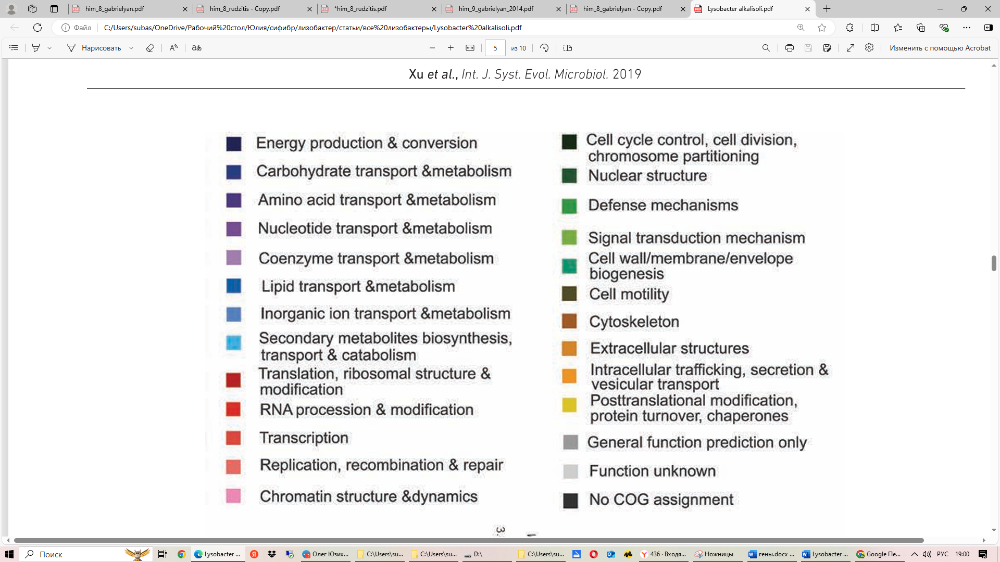 him_8_gabrielyan.pdf
him_8_rudzitis - Copy.pdf
*him_8_rudzitis.pdf
him_9_gabrielyan_2014.pdf
him_8_gabrielyan - Copy.pdf
Lysobacter alkalisoli.pdf
Файл
C:/Users/subas/OneDrive/Рабочий%20стол/Юлия/сифибр/лизобактер/статьи/все%20лизобактеры/Lysobacter%20alkalisoli.pdf
Нарисовать
аあ
5 из 10
Изменить с помощью Acrobat
Xu et al., Int. J. Syst. Evol. Microbiol. 2019
Energy production & conversion
Carbohydrate transport &metabolism
Amino acid transport &metabolism
Nucleotide transport &metabolism
Coenzyme transport &metabolism
Lipid transport &metabolism
Inorganic ion transport &metabolism
Secondary metabolites biosynthesis,
transport & catabolism
Translation, ribosomal structure &
modification
RNA procession & modification
Transcription
Replication, recombination & repair
Chromatin structure &dynamics
Cell cycle control, cell division,
chromosome partitioning
Nuclear structure
Defense mechanisms
Signal transduction mechanism
Cell wall/membrane/envelope
biogenesis
Cell motility
Cytoskeleton
Extracellular structures
Intracellular trafficking, secretion &
vesicular transport
Posttranslational modification,
protein turnover, chaperones
General function prediction only
Function unknown
No COG assignment
3.
Поиск
Lysobacter ...
Олег Юзих...
C:\Users\su...
C:\Users\su...
D:\
C:\Users\su...
436 · Входя...
Ножницы
гены.docx ...
Lysobacter ...
Google Пе...
РУС
19:00